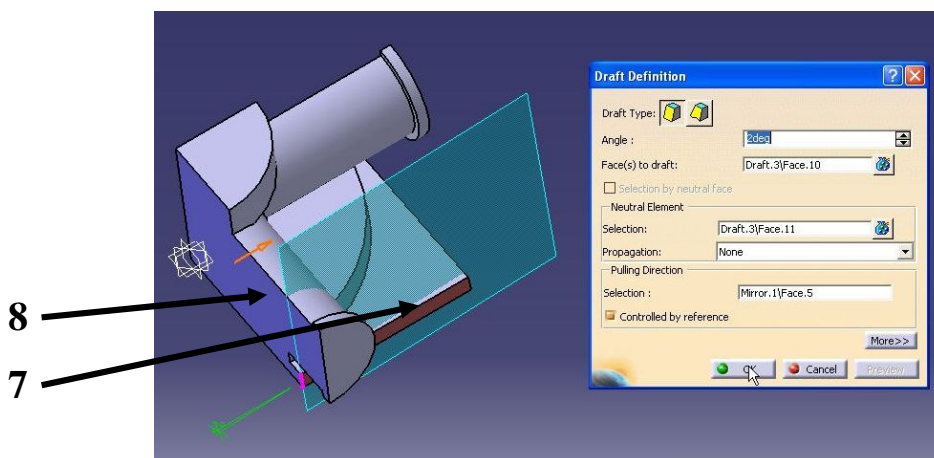 Draft Definition
Draft Type:
Angle :
2deg
Face(s) to draft:
Draft.3\Face.10
Selection by neutral face
Neutral Element
Selection:
Draft.3\Face.11
Propagation:
None
Pulling Direction
Selection :
Mirror.1\Face.5
Controlled by reference
More>>
OK
Cancel
Preview
8
7